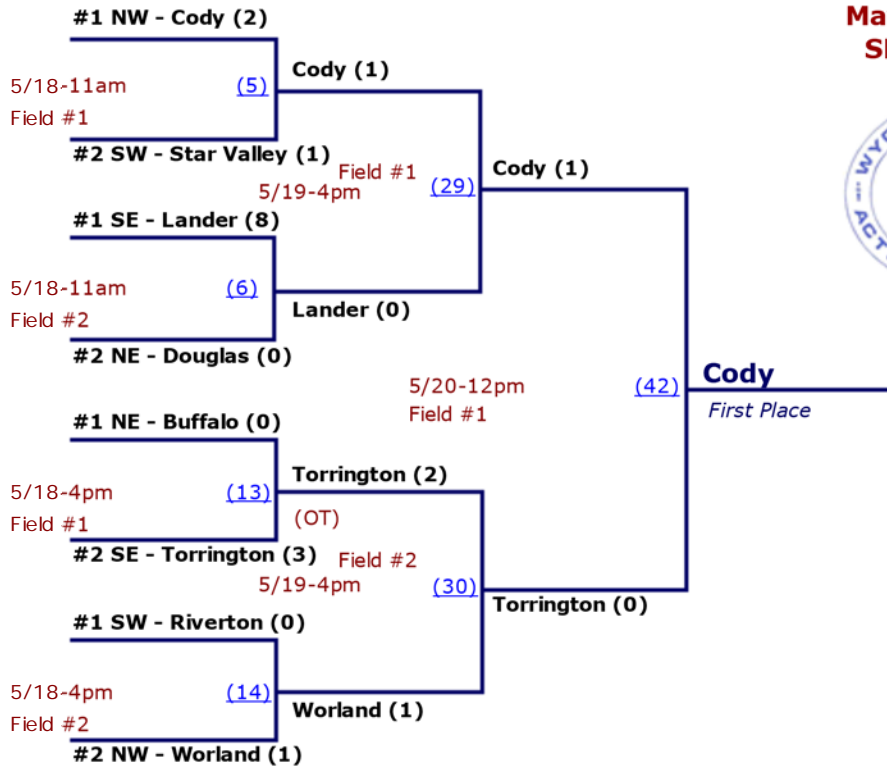 #1 NW - Cody (2)
Cody (1)
5/18-11am
(5)
Field #1
#2 SW - Star Valley (1)
Field #1
5/19-4pm
(29)
Cody (1)
#1 SE - Lander (8)
5/18-11am
(6)
Field #2
Lander (0)
#2 NE - Douglas (0)
5/20-12pm
Field #1
(42)
Cody
First Place
#1 NE - Buffalo (0)
Torrington (2)
5/18-4pm
(13)
Field #1
(OT)
#2 SE - Torrington (3)
Field #2
5/19-4pm
(30)
Torrington (0)
#1 SW - Riverton (0)
5/18-4pm
(14)
Field #2
Worland (1)
#2 NW - Worland (1)